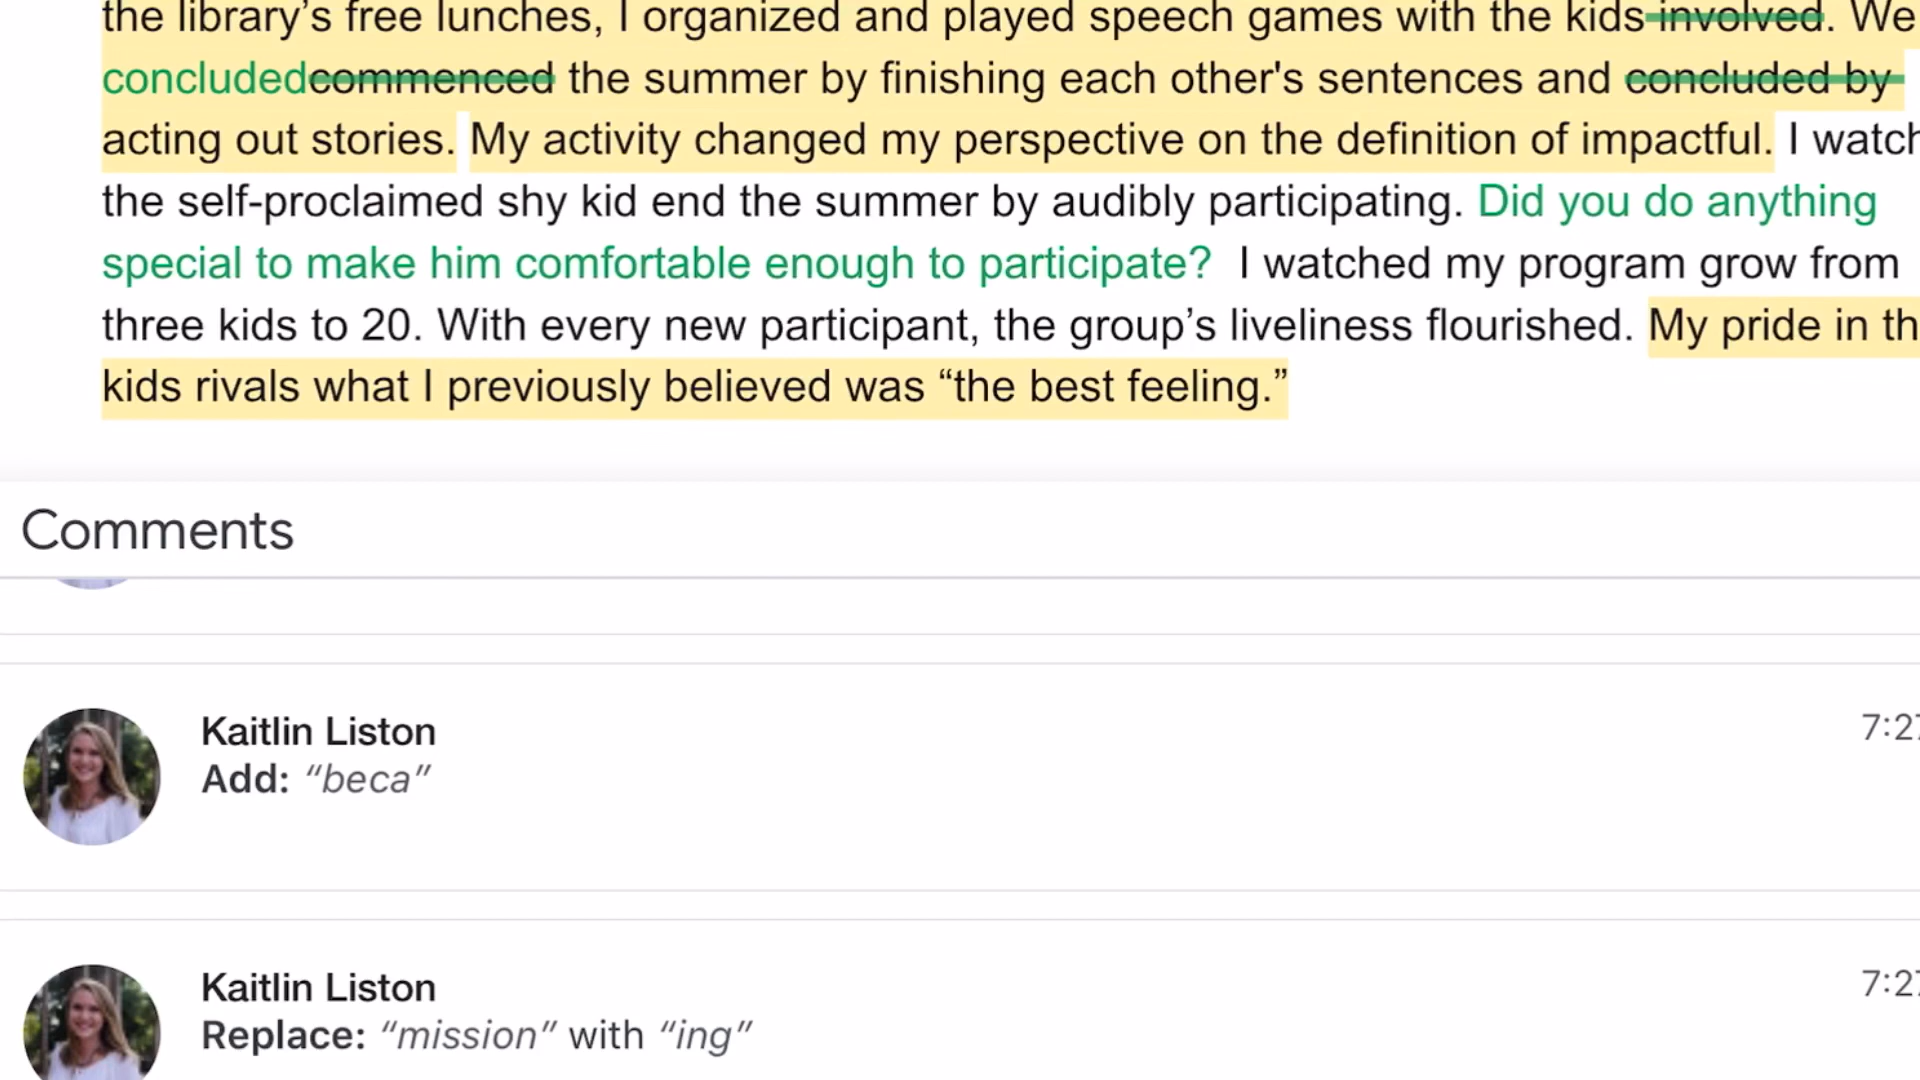 the library’s free lunches, I organized and played speech games with the kids involved. We
concludedcommenced the summer by finishing each other's sentences and concluded by
acting out stories. My activity changed my perspective on the definition of impactful. I watch
the self-proclaimed shy kid end the summer by audibly participating. Did you do anything
special to make him comfortable enough to participate? I watched my program grow from
three kids to 20. With every new participant, the group’s liveliness flourished. My pride in th
kids rivals what I previously believed was “the best feeling.”
Comments
Kaitlin Liston
7:27
Add: “beca”
Kaitlin Liston
7:27
Replace: “mission” with “ing”